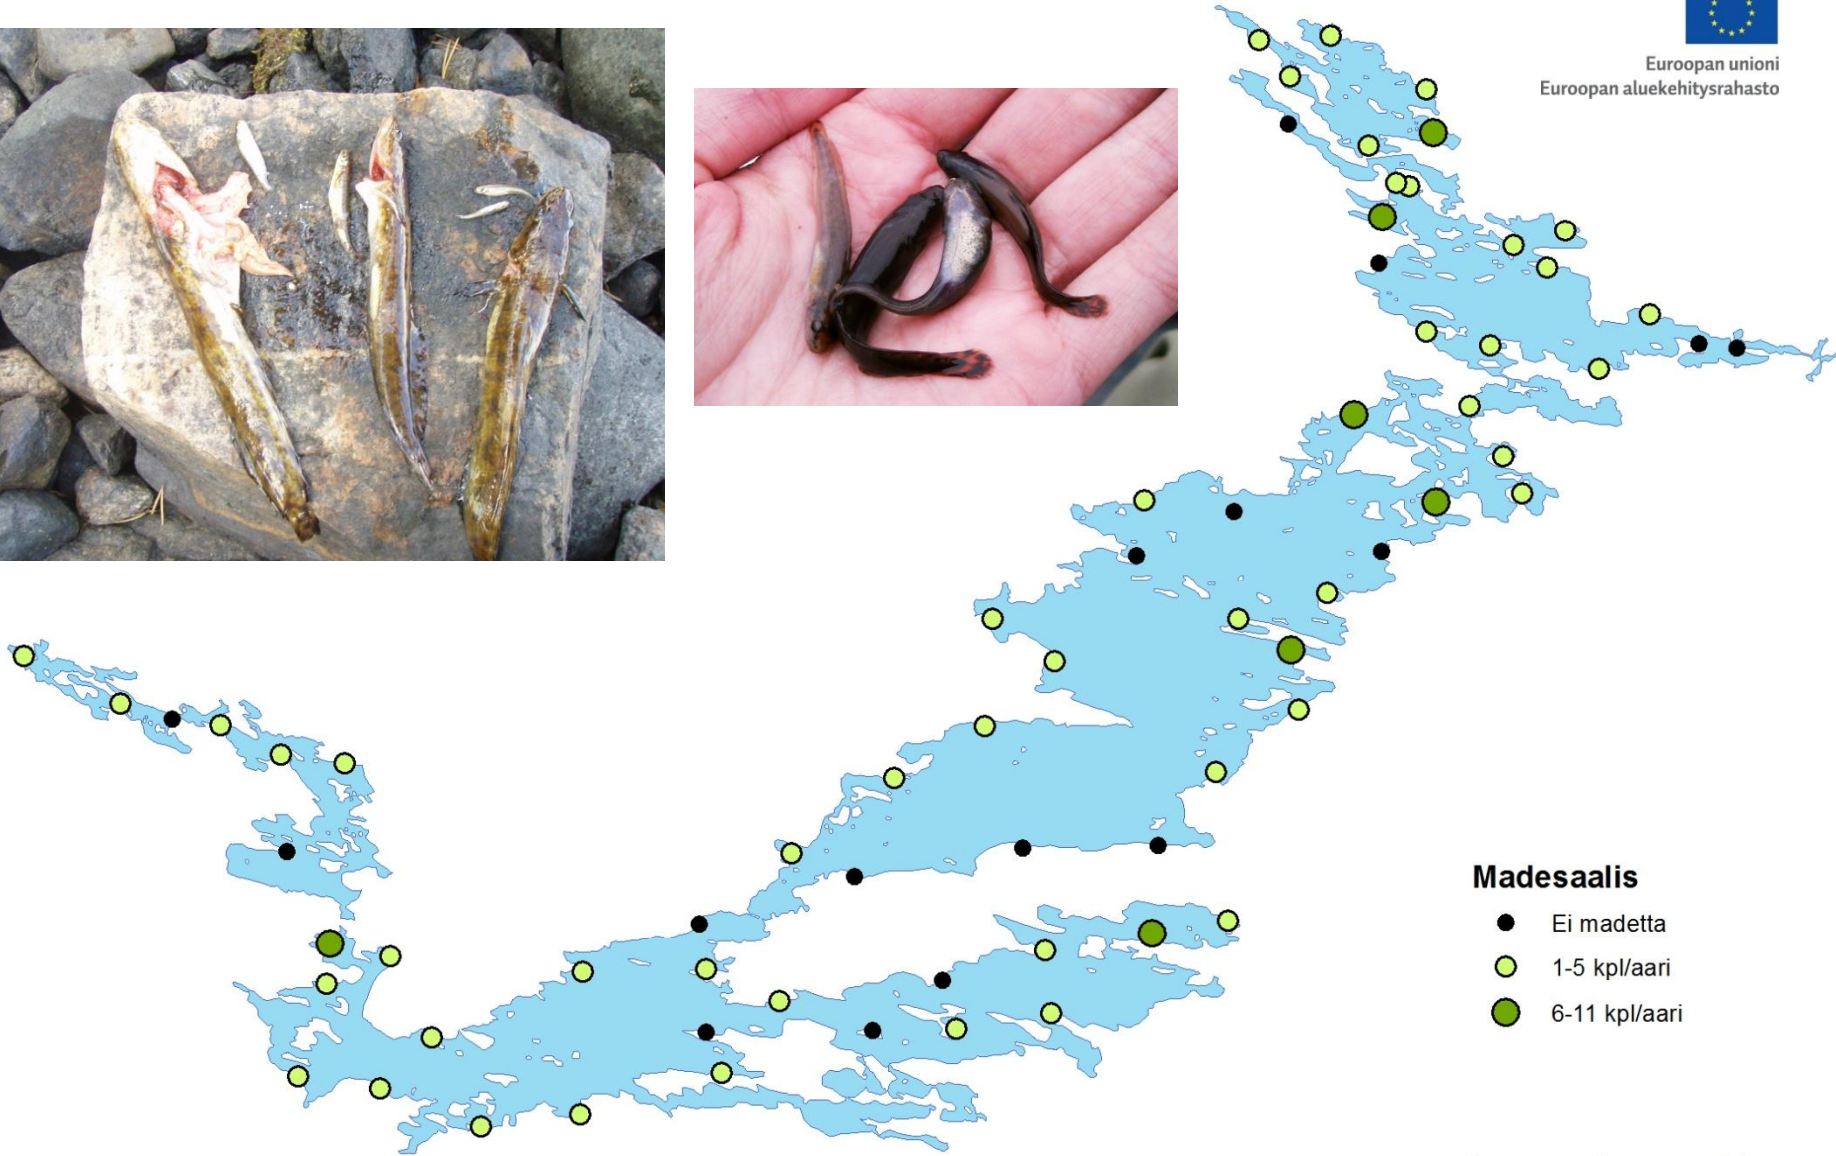 Euroopan unioni
Euroopan aluekehitysrahasto
Madesaalis
Ei madetta
1-5 kpl/aari
6-11 kpl/aari